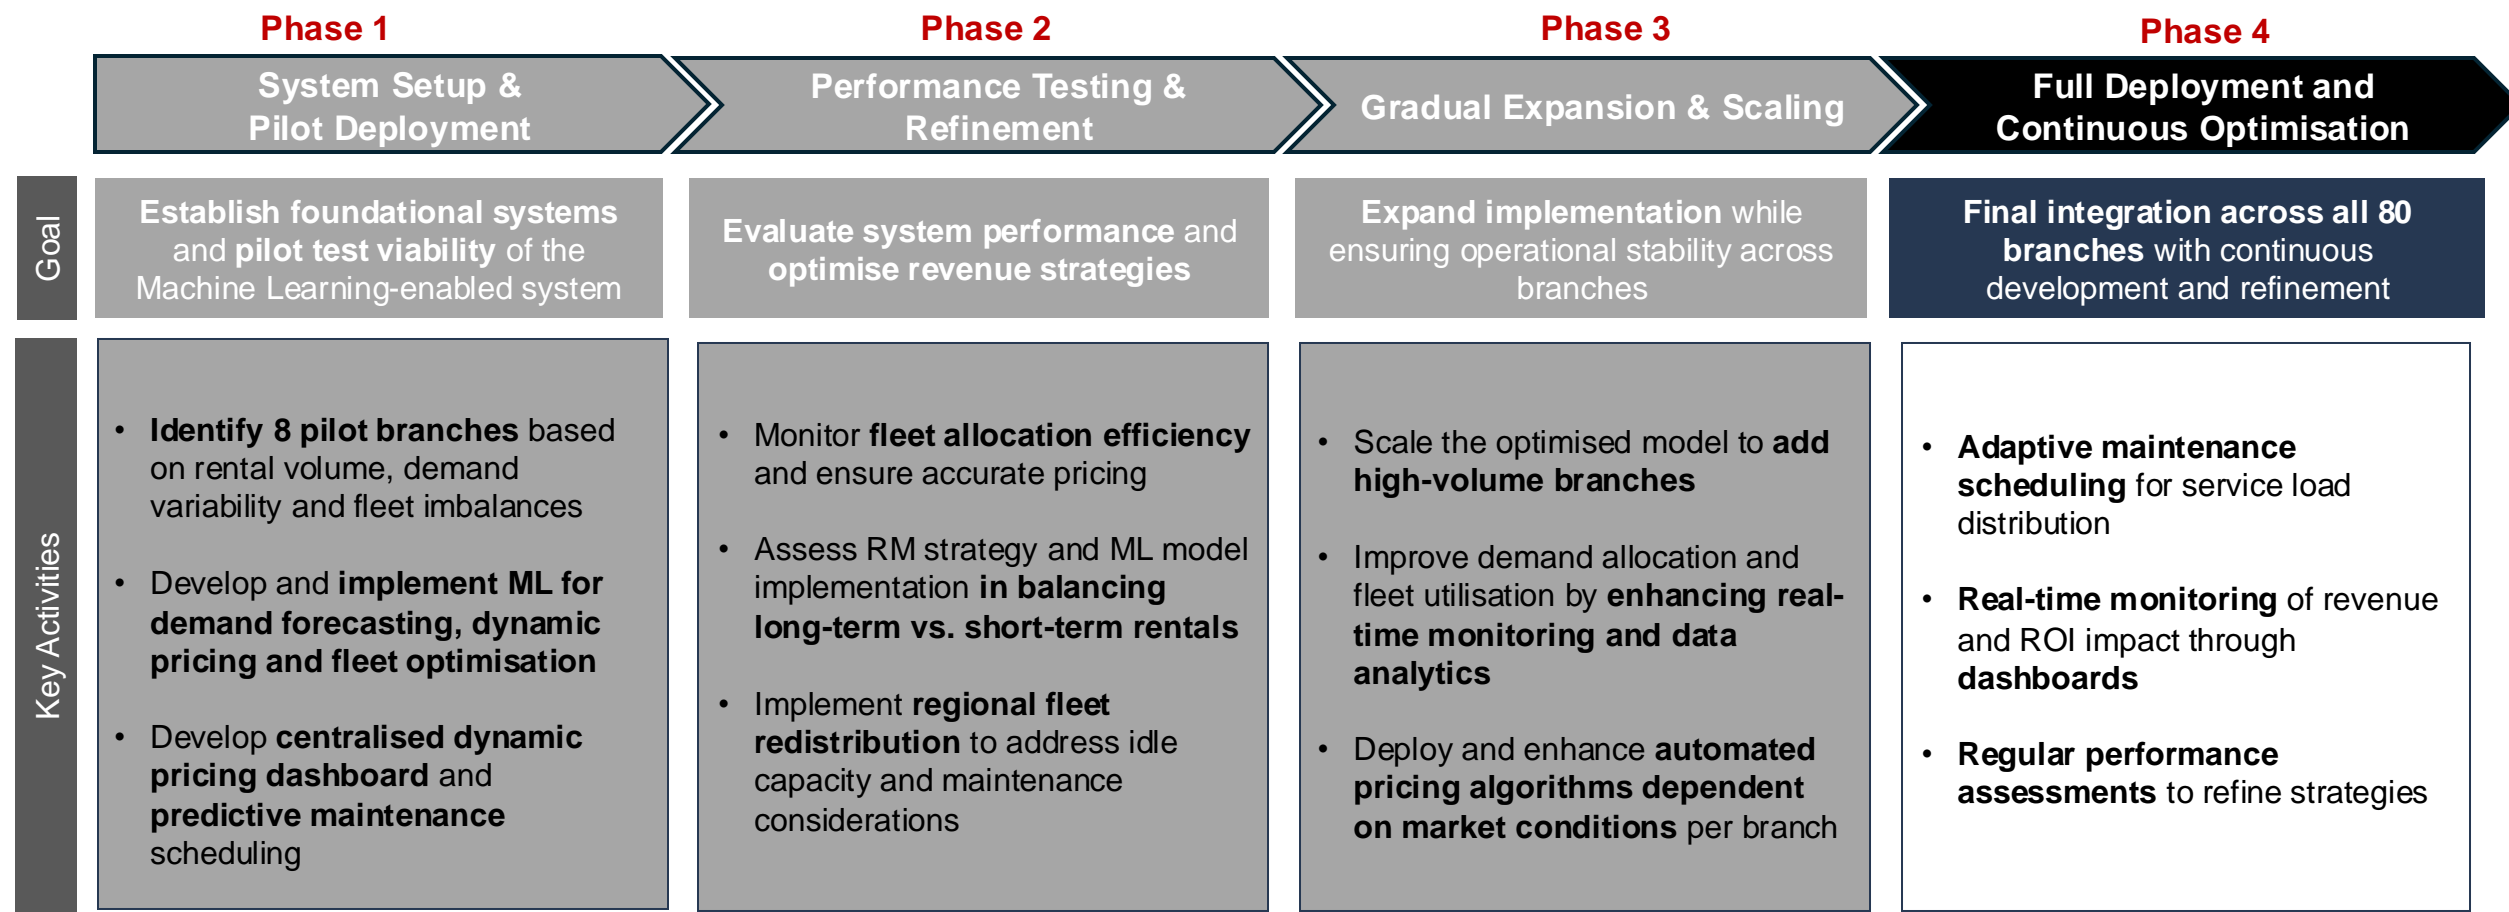 Phase 1
Phase 2
Phase 3
Phase 4
System Setup &
Pilot Deployment
Performance Testing &
Refinement
Gradual Expansion & Scaling
Full Deployment and
Continuous Optimisation
Goal
Establish foundational systems
and pilot test viability of the
Machine Learning-enabled system
Evaluate system performance and
optimise revenue strategies
Expand implementation while
ensuring operational stability across
branches
Final integration across all 80
branches with continuous
development and refinement
Key Activities
• Identify 8 pilot branches based
on rental volume, demand
variability and fleet imbalances
• Develop and implement ML for
demand forecasting, dynamic
pricing and fleet optimisation
• Develop centralised dynamic
pricing dashboard and
predictive maintenance
scheduling
• Monitor fleet allocation efficiency
and ensure accurate pricing
• Assess RM strategy and ML model
implementation in balancing
long-term vs. short-term rentals
• Implement regional fleet
redistribution to address idle
capacity and maintenance
considerations
• Scale the optimised model to add
high-volume branches
• Improve demand allocation and
fleet utilisation by enhancing real-
time monitoring and data
analytics
• Deploy and enhance automated
pricing algorithms dependent
on market conditions per branch
• Adaptive maintenance
scheduling for service load
distribution
• Real-time monitoring of revenue
and ROI impact through
dashboards
• Regular performance
assessments to refine strategies